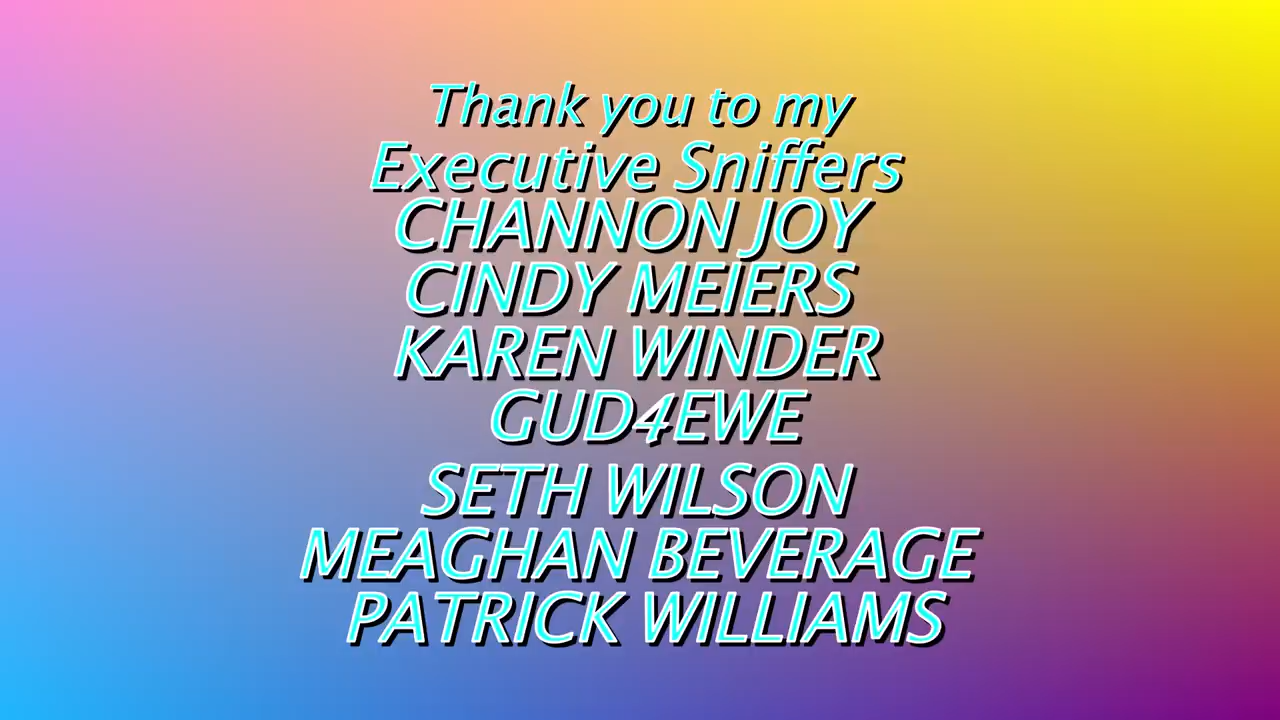 Thank you to my
Executive Sniffers
CHANNON JOY
CINDY MEIERS
KAREN WINDER
GUD4EWE
SETH WILSON
MEAGHAN BEVERAGE
PATRICK WILLIAMS